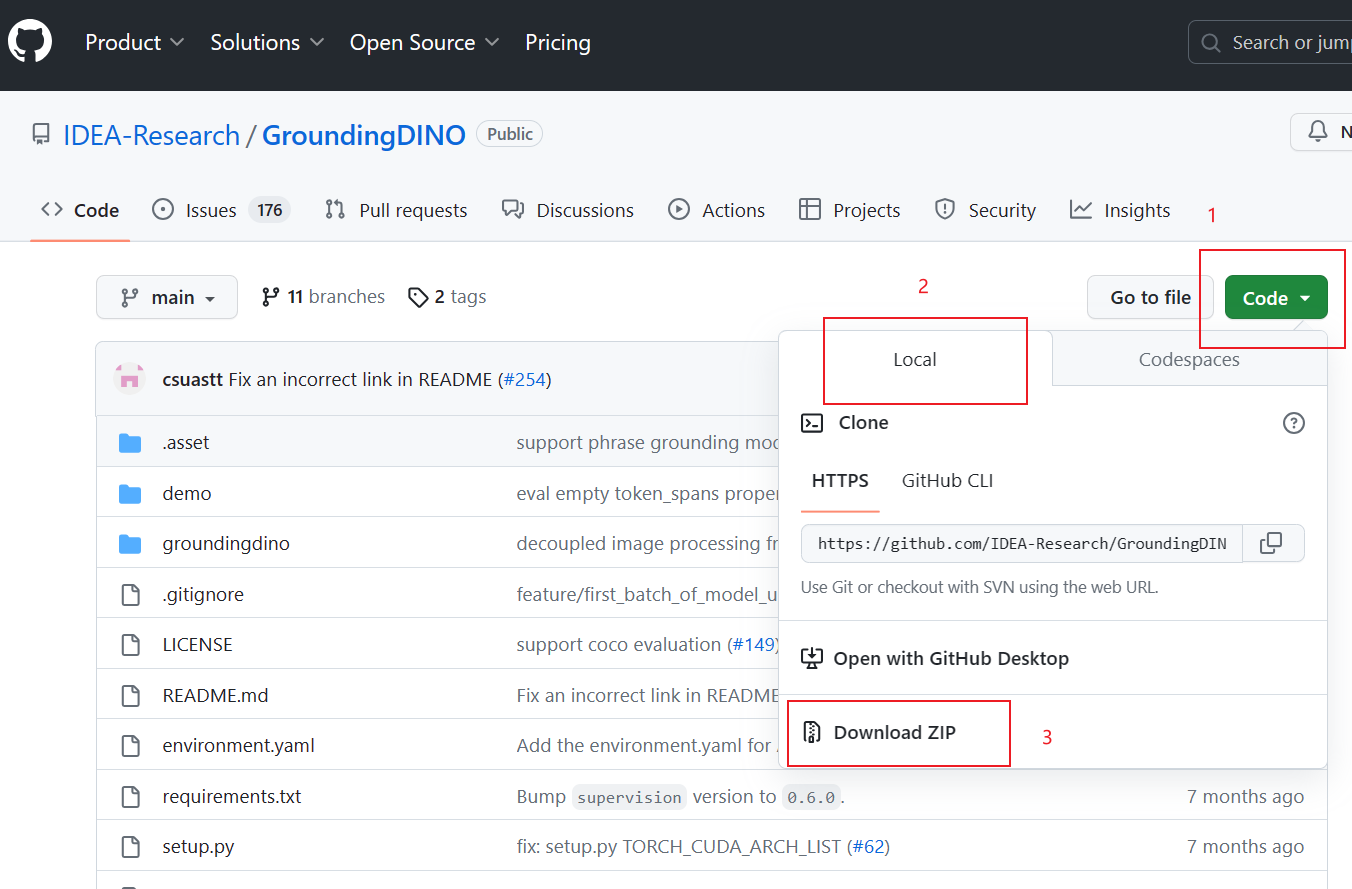 Product Solutions Open Source Pricing Search or jum
IDEA-Research / GroundingDINO Public N
Code Issues 176 Pull requests Discussions Actions Projects Security Insights 1
main 11 branches 2 tags 2 Go to file Code
Local Codespaces
csuastt Fix an incorrect link in README (#254)
Clone
.asset support phrase grounding mod
HTTPS GitHub CLI
demo eval empty token_spans proper
groundingdino decoupled image processing fr https://github.com/IDEA-Research/GroundingDIN
.gitignore feature/first_batch_of_model_u Use Git or checkout with SVN using the web URL.
LICENSE support coco evaluation (#149)
Open with GitHub Desktop
README.md Fix an incorrect link in README
Download ZIP 3
environment.yaml Add the environment.yaml for
requirements.txt Bump supervision version to 0.6.0. 7 months ago
setup.py fix: setup.py TORCH_CUDA_ARCH_LIST (#62) 7 months ago